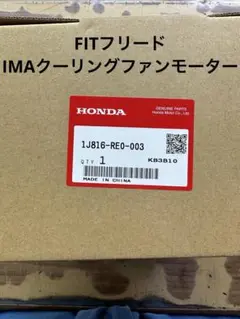 FITフリード
IMAクーリングファンモーター
HONDA
GENUINE PARTS
Honda Motor Co., Ltd.
1J816-RE0-003
QTY 1 KB3B10
MADE IN CHINA